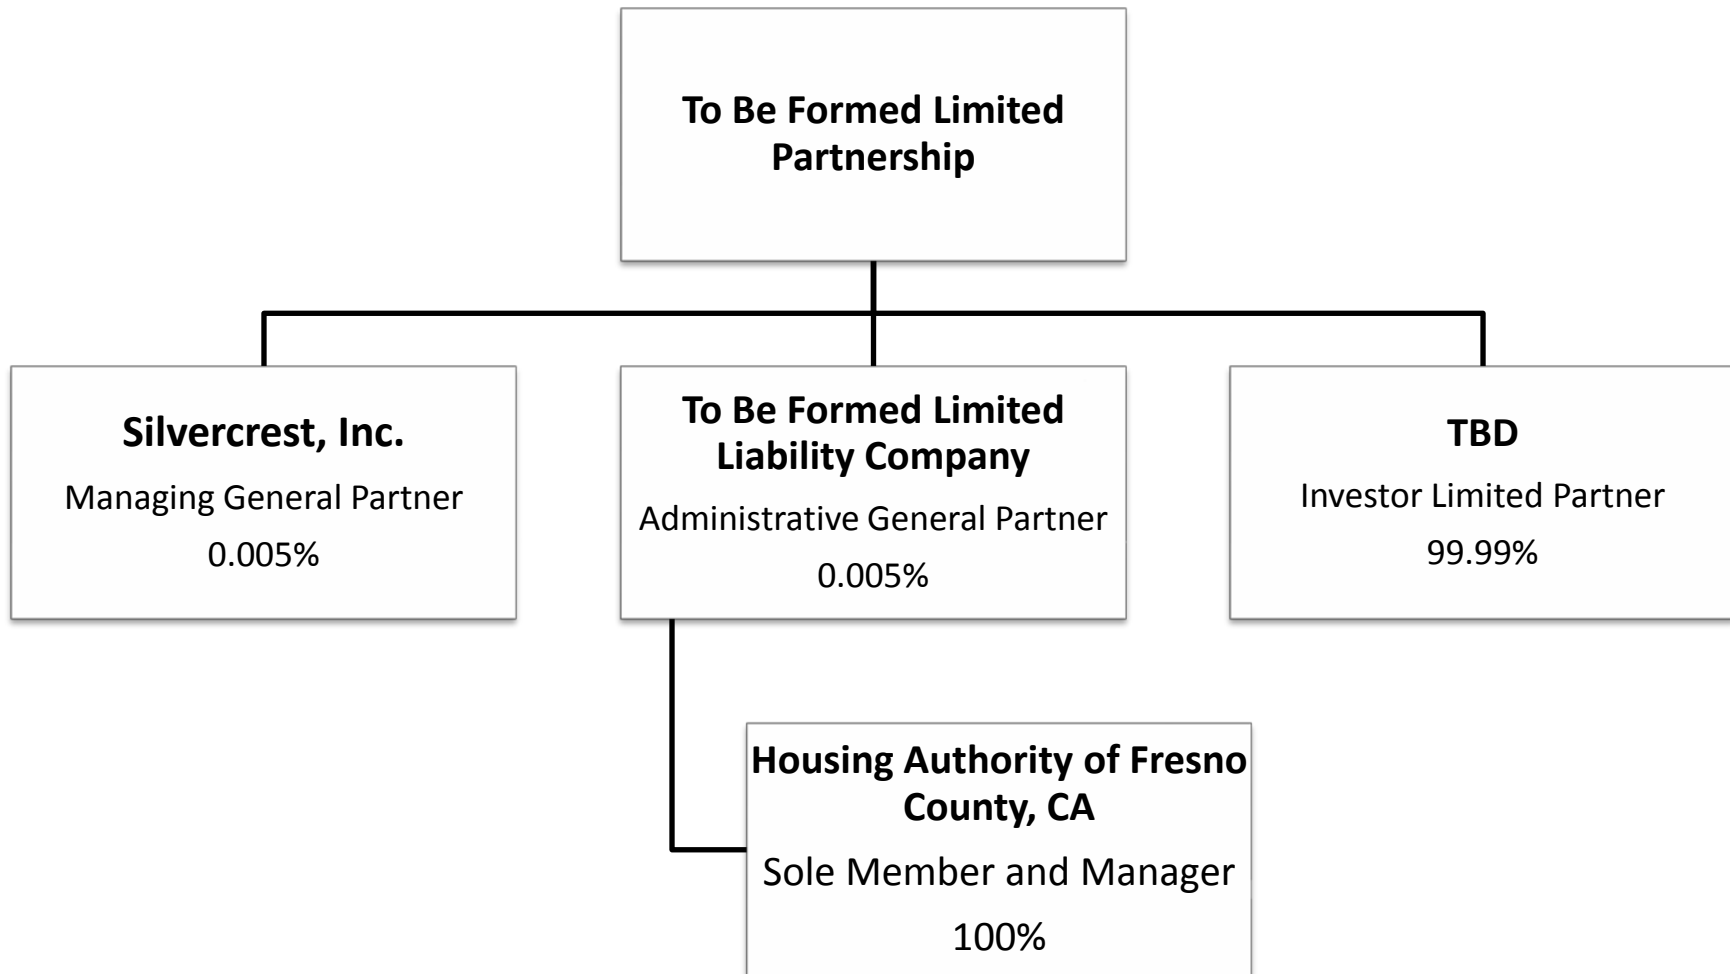 To Be Formed Limited
Partnership
Silvercrest, Inc.
Managing General Partner
0.005%
To Be Formed Limited
Liability Company
Administrative General Partner
0.005%
TBD
Investor Limited Partner
99.99%
Housing Authority of Fresno
County, CA
Sole Member and Manager
100%